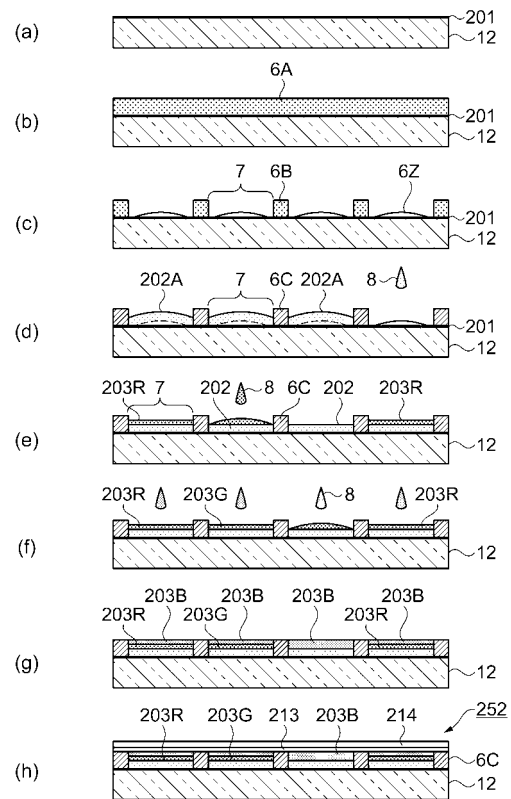 (a)
201
12
6A
(b)
201
12
7 6B 6Z
(c)
201
12
202A 7 6C 202A 8
(d)
201
12
203R 7 202 8 6C 202 203R
(e)
12
203R 203G 8 203R
(f)
12
203B 203B 203B 203B
203R 203G 203R
(g)
12
203R 203G 213 203B 214 252
(h)
6C
12